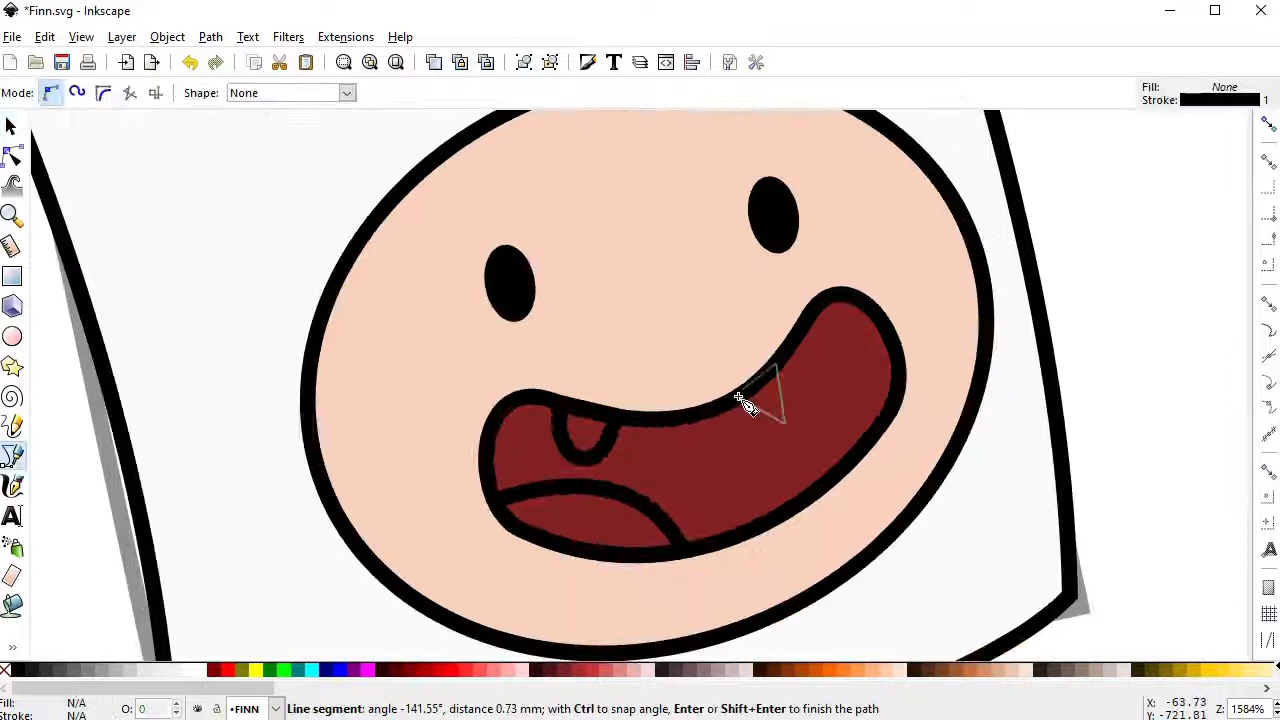 *Finn.svg - Inkscape
File Edit View Layer Object Path Text Filters Extensions Help
Mode: Shape: None Fill: None
Stroke: 1
Fill: N/A
Stroke: N/A
O: 0 •FINN Line segment: angle -141.55°, distance 0.73 mm; with Ctrl to snap angle, Enter or Shift+Enter to finish the path X: -63.73
Y: -721.81
Z: 1584%